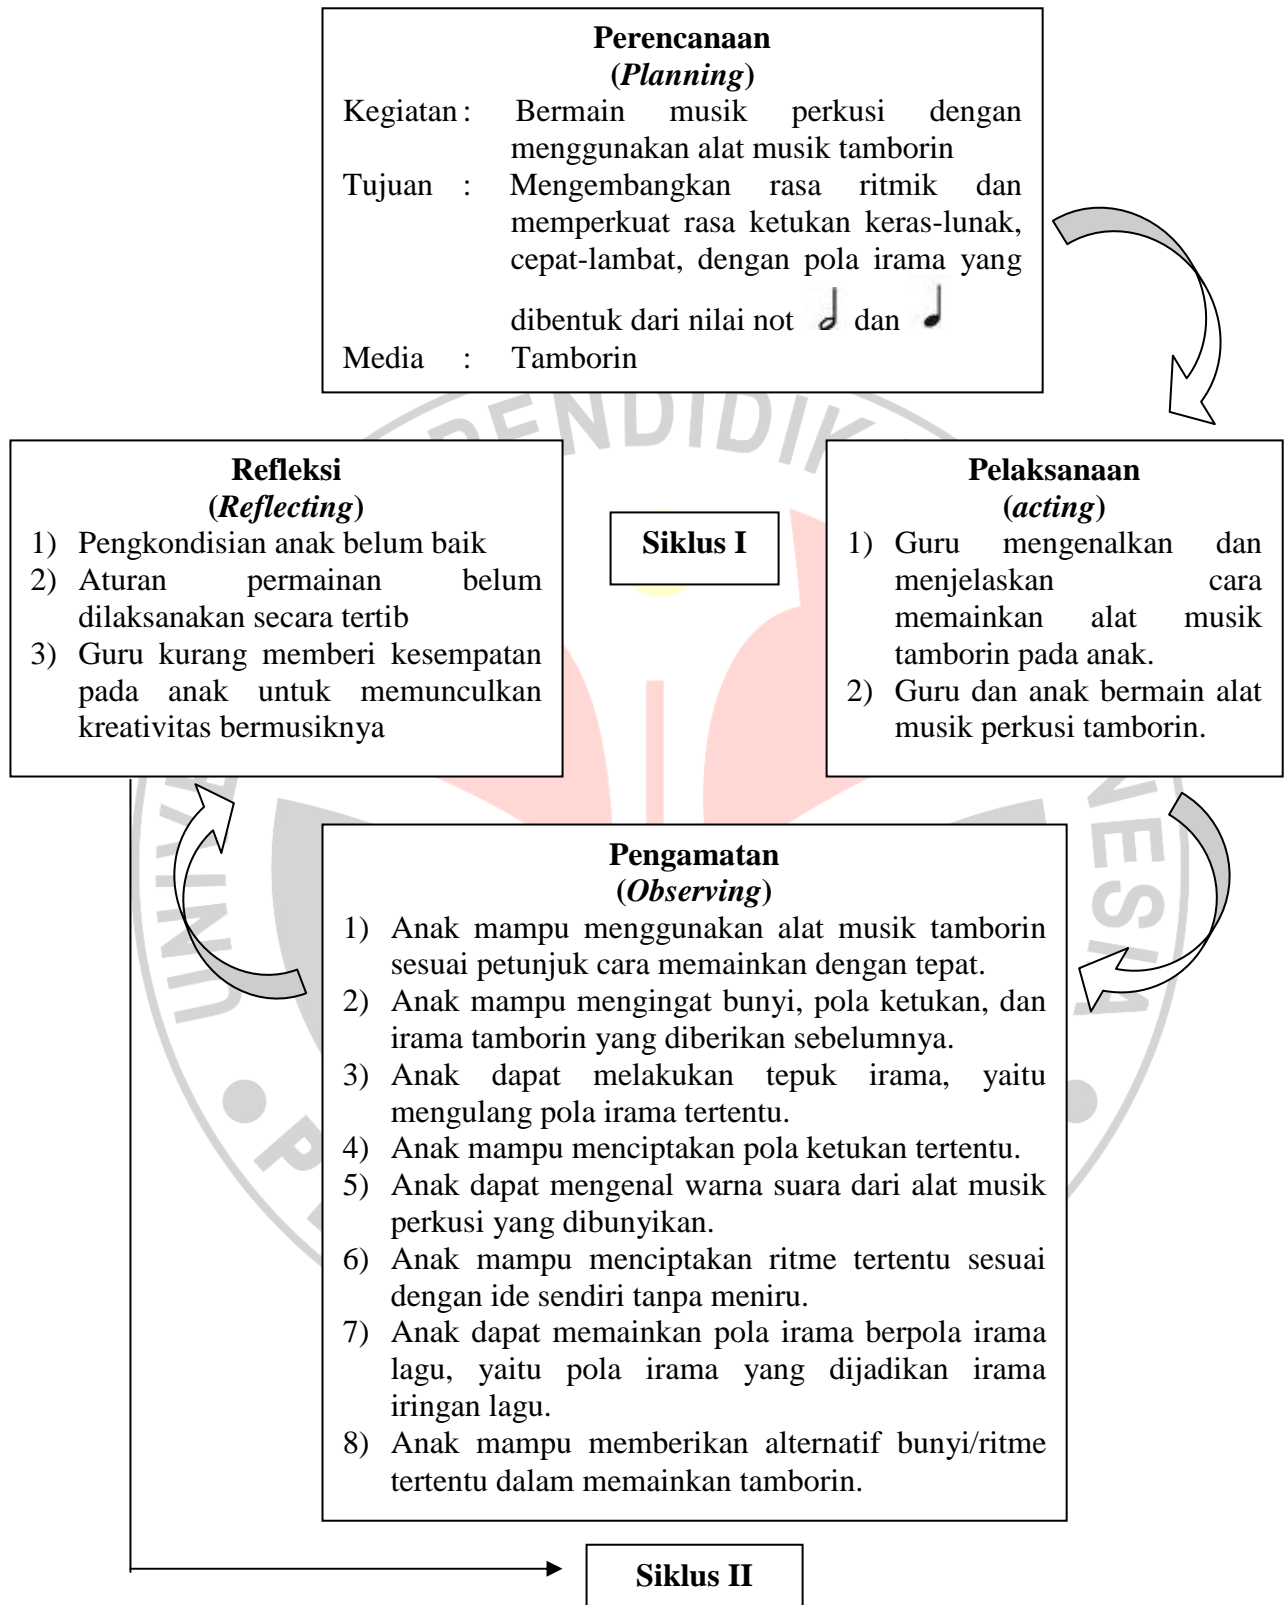 Perencanaan
(Planning)
Kegiatan : Bermain musik perkusi dengan
menggunakan alat musik tamborin
Tujuan : Mengembangkan rasa ritmik dan
memperkuat rasa ketukan keras-lunak,
cepat-lambat, dengan pola irama yang
dibentuk dari nilai not 𝅗𝅥 dan ♩
Media : Tamborin
PENDIDIK
Refleksi
(Reflecting)
1) Pengkondisian anak belum baik
2) Aturan permainan belum
dilaksanakan secara tertib
3) Guru kurang memberi kesempatan
pada anak untuk memunculkan
kreativitas bermusiknya
Siklus I
Pelaksanaan
(acting)
1) Guru mengenalkan dan
menjelaskan cara
memainkan alat musik
tamborin pada anak.
2) Guru dan anak bermain alat
musik perkusi tamborin.
Pengamatan
(Observing)
1) Anak mampu menggunakan alat musik tamborin
sesuai petunjuk cara memainkan dengan tepat.
2) Anak mampu mengingat bunyi, pola ketukan, dan
irama tamborin yang diberikan sebelumnya.
3) Anak dapat melakukan tepuk irama, yaitu
mengulang pola irama tertentu.
4) Anak mampu menciptakan pola ketukan tertentu.
5) Anak dapat mengenal warna suara dari alat musik
perkusi yang dibunyikan.
6) Anak mampu menciptakan ritme tertentu sesuai
dengan ide sendiri tanpa meniru.
7) Anak dapat memainkan pola irama berpola irama
lagu, yaitu pola irama yang dijadikan irama
iringan lagu.
8) Anak mampu memberikan alternatif bunyi/ritme
tertentu dalam memainkan tamborin.
Siklus II